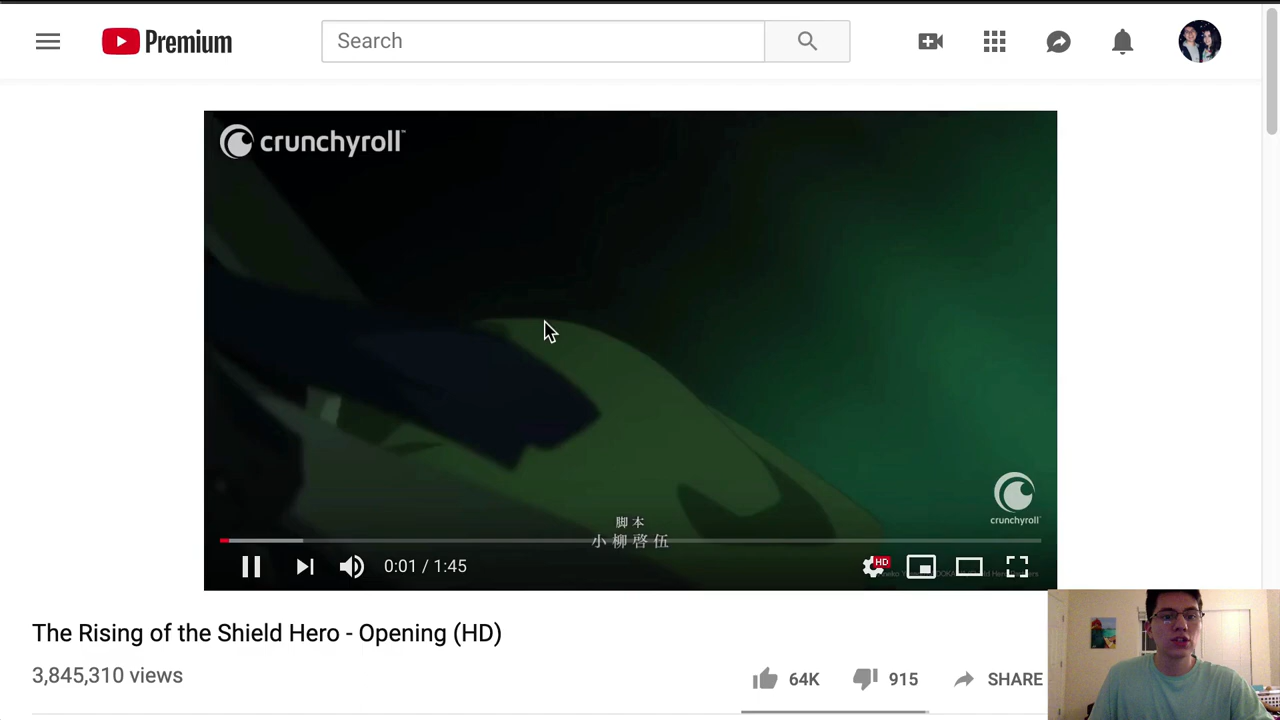 Premium
Search
crunchyroll
crunchyroll
脚本
小柳啓伍
0:01 / 1:45
HD
The Rising of the Shield Hero - Opening (HD)
3,845,310 views
64K
915
SHARE